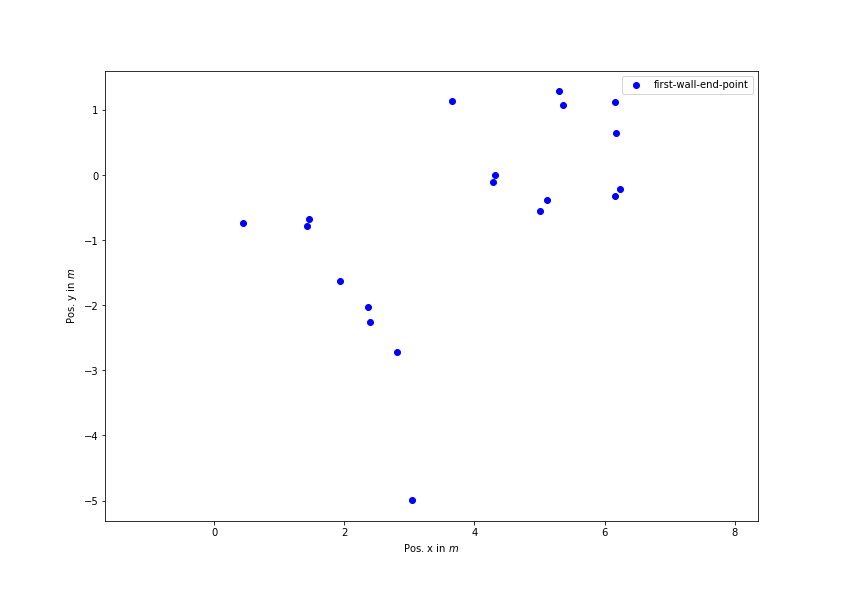 first-wall-end-point
1
0
−1
−2
−3
−4
−5
Pos. y in m
0 2 4 6 8
Pos. x in m